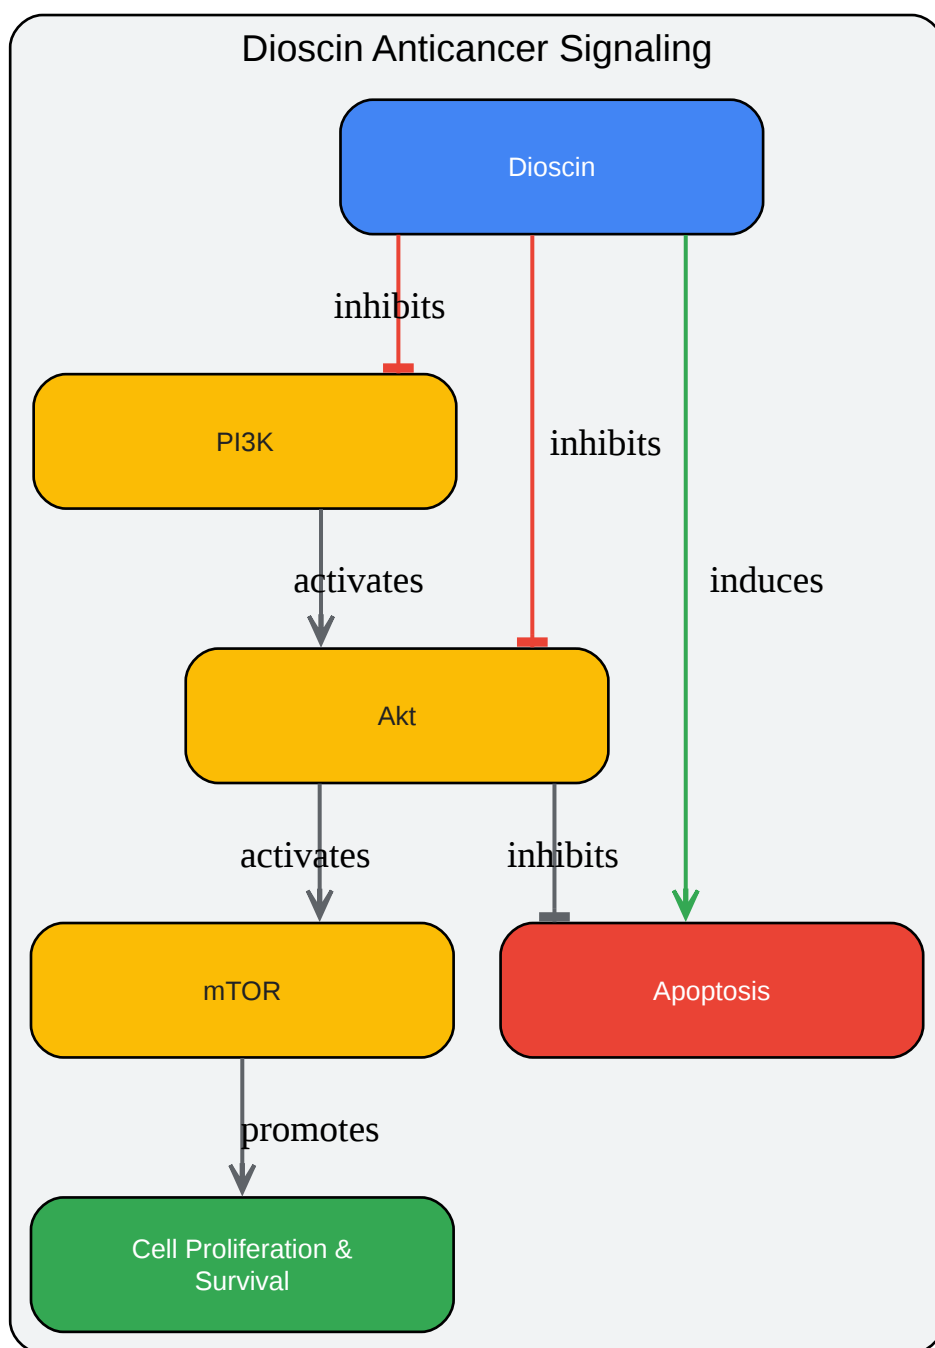 Dioscin Anticancer Signaling
Dioscin
inhibits
PI3K
inhibits
activates
induces
Akt
activates
inhibits
mTOR
Apoptosis
promotes
Cell Proliferation &
Survival